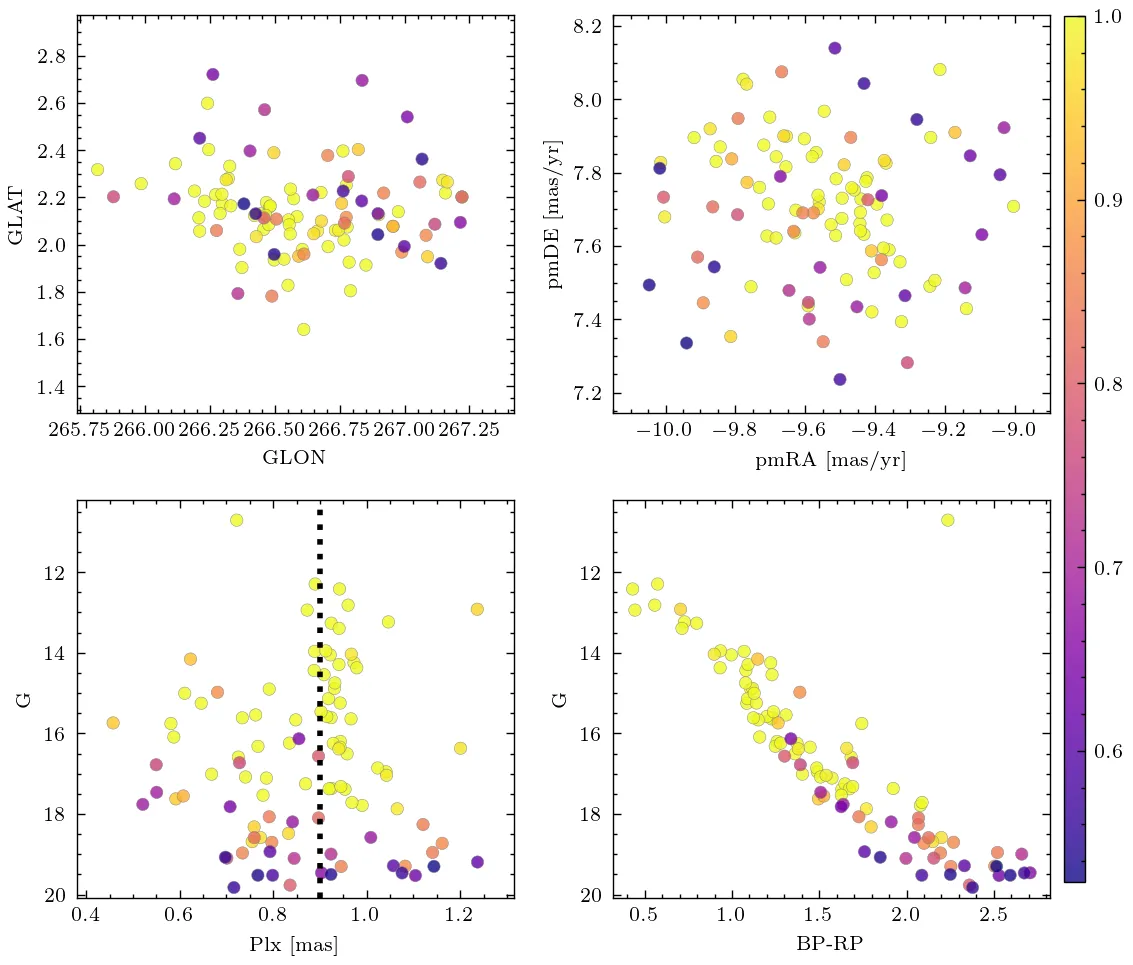 2.8
2.6
2.4
2.2
2.0
1.8
1.6
1.4
GLAT
265.75 266.00 266.25 266.50 266.75 267.00 267.25
GLON
8.2
8.0
7.8
7.6
7.4
7.2
pmDE [mas/yr]
−10.0 −9.8 −9.6 −9.4 −9.2 −9.0
pmRA [mas/yr]
1.0
0.9
0.8
0.7
0.6
12
14
16
18
20
G
0.4 0.6 0.8 1.0 1.2
Plx [mas]
12
14
16
18
20
G
0.5 1.0 1.5 2.0 2.5
BP-RP